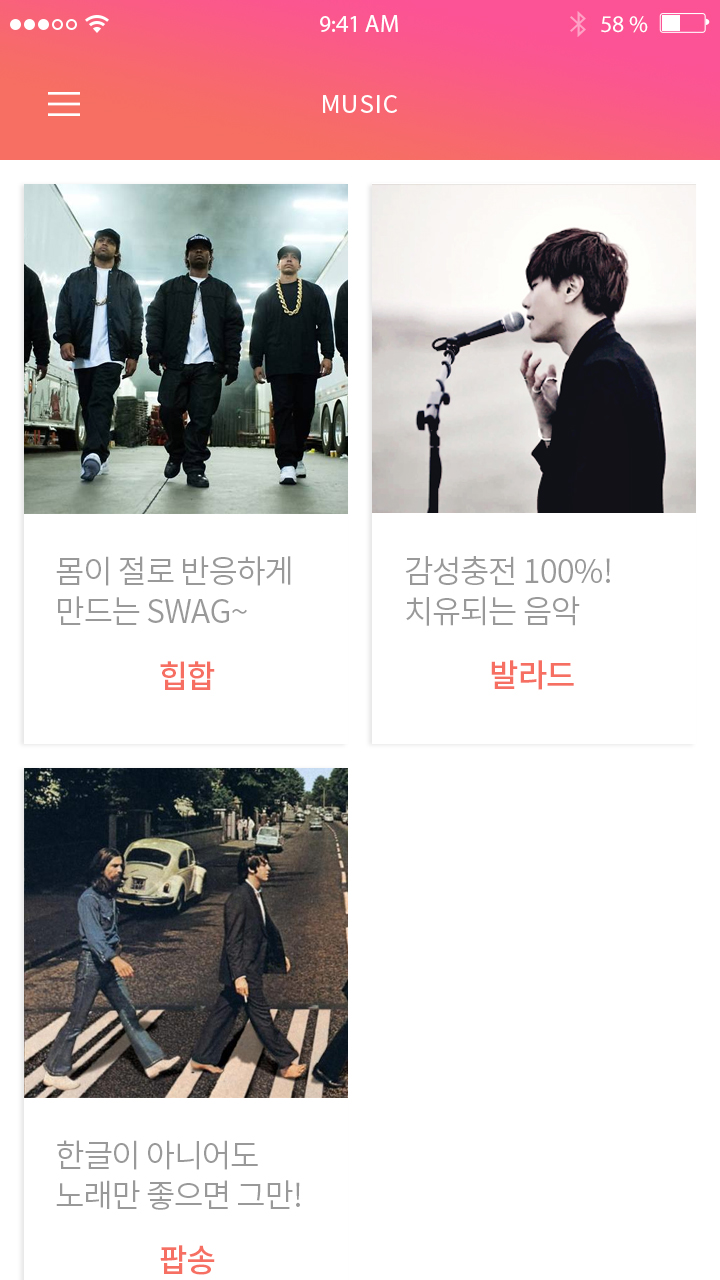 9:41 AM
58 %
MUSIC
몸이 절로 반응하게
만드는 SWAG~
힙합
감성충전 100%!
치유되는 음악
발라드
한글이 아니어도
노래만 좋으면 그만!
팝송